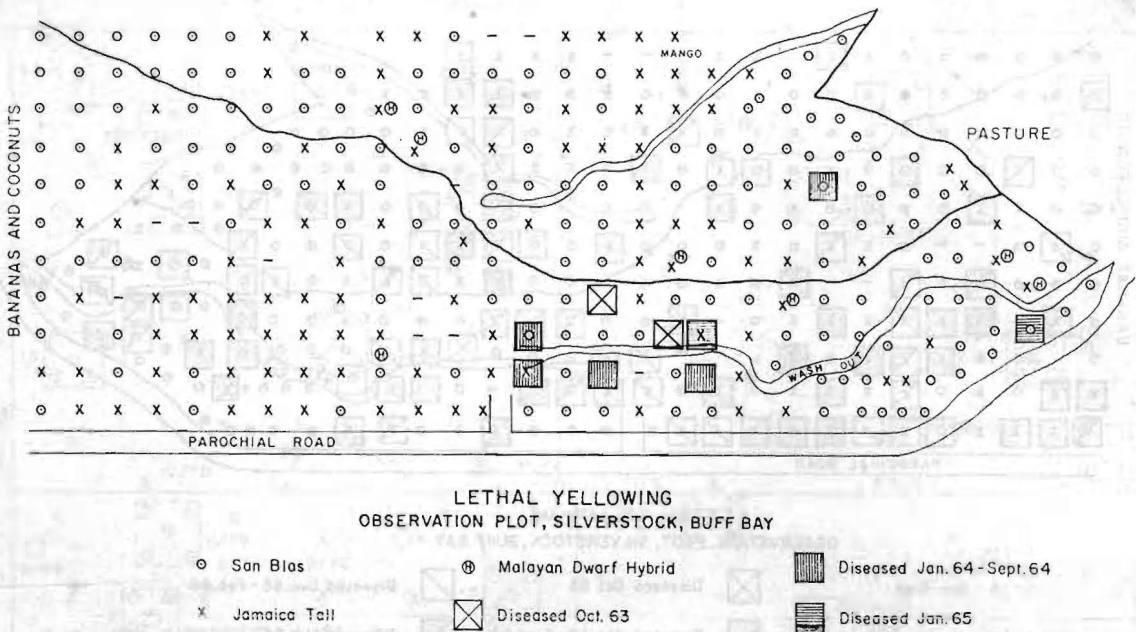 MANGO
PASTURE
BANANAS AND COCONUTS
WASH OUT
PAROCHIAL ROAD
LETHAL YELLOWING
OBSERVATION PLOT, SILVERSTOCK, BUFF BAY
San Blas
Malayan Dwarf Hybrid
Diseased Jan. 64-Sept. 64
Jamaica Tall
Diseased Oct. 63
Diseased Jan. 65